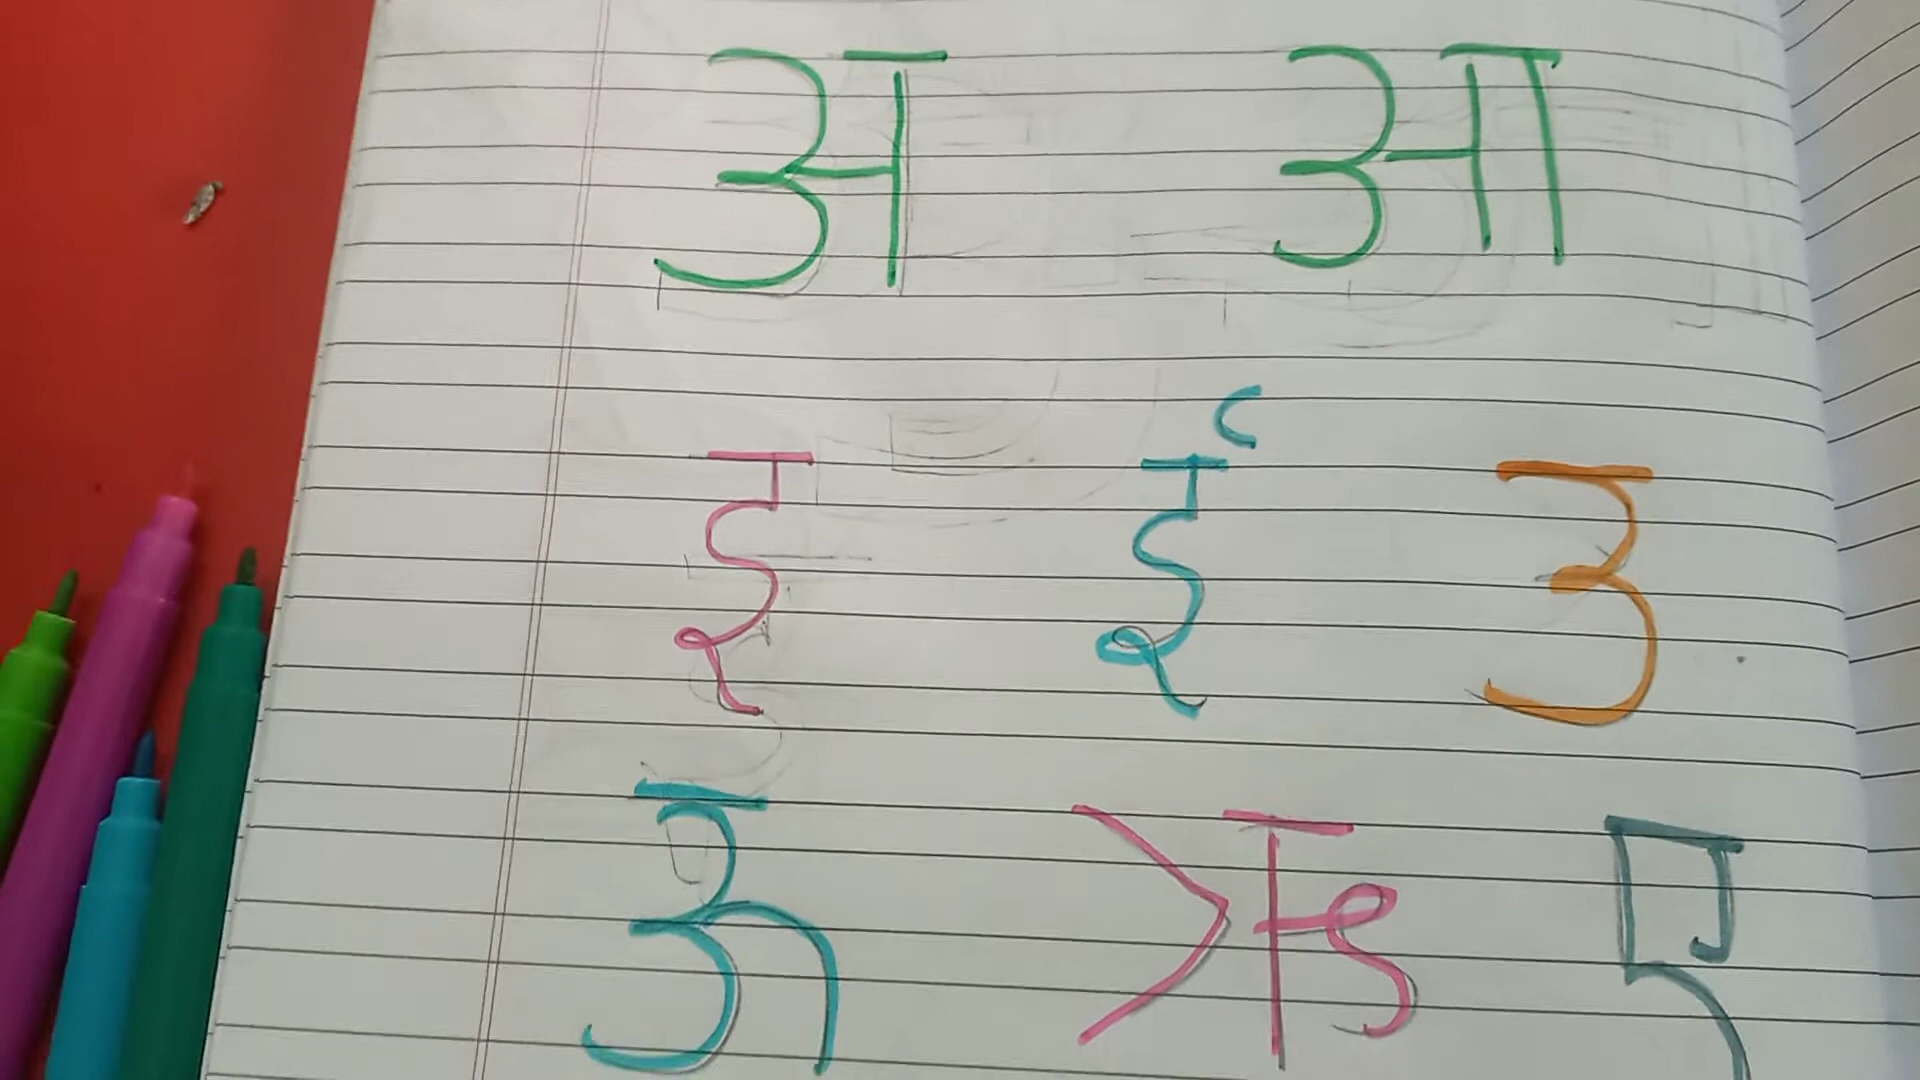 अ आ
इ ई उ
ऊ ऋ ए